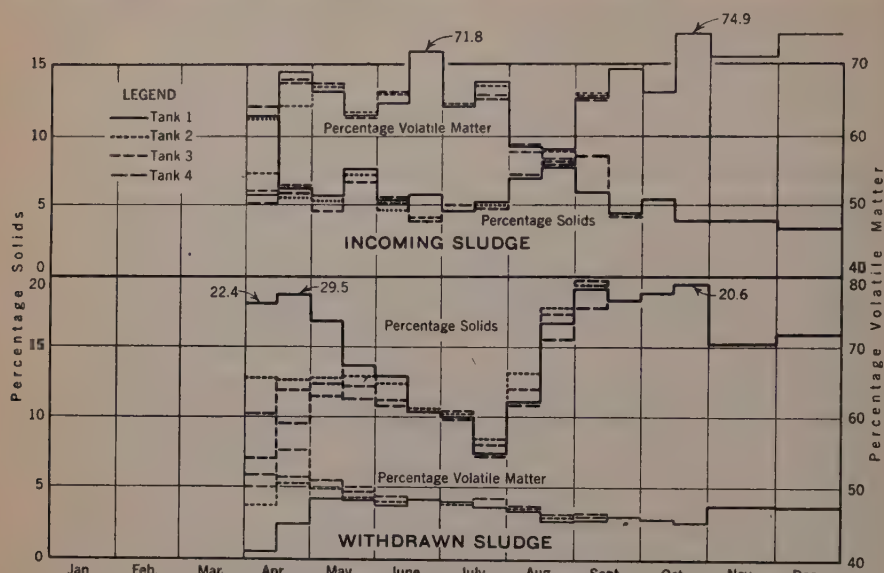 71.8
74.9
15
10
5
0
70
60
50
40
LEGEND
Tank 1
Tank 2
Tank 3
Tank 4
Percentage Volatile Matter
Percentage Solids
INCOMING SLUDGE
20
15
10
5
0
80
70
60
50
40
22.4
29.5
20.6
Percentage Solids
Percentage Volatile Matter
WITHDRAWN SLUDGE
Percentage Solids
Percentage Volatile Matter
Jan. Feb. Mar. Apr. May June July Aug. Sept. Oct. Nov. Dec.